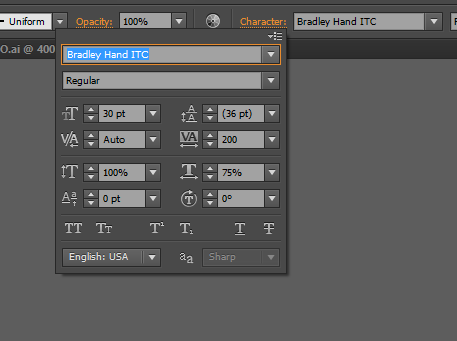 Uniform Opacity: 100% Character: Bradley Hand ITC
O.ai @ 400
Bradley Hand ITC
Regular
30 pt (36 pt)
Auto 200
100% 75%
0 pt 0°
English: USA Sharp